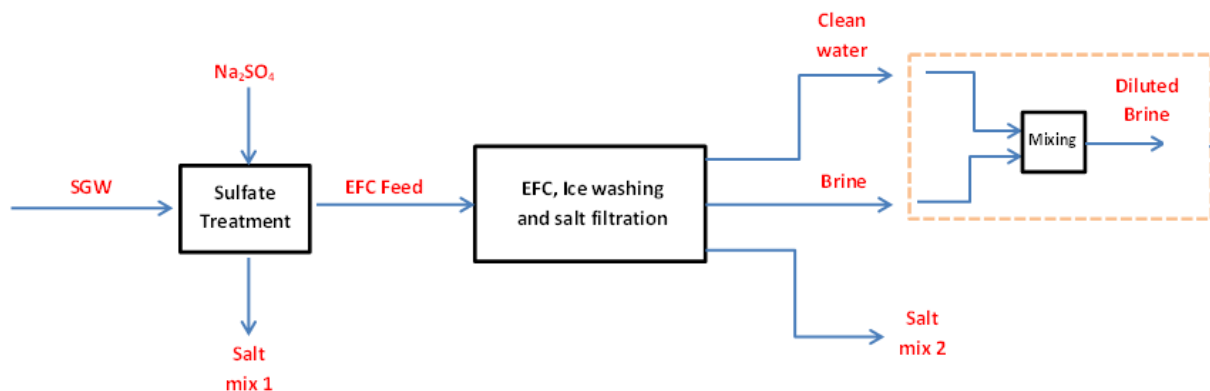 Clean
water
Na₂SO₄
Diluted
Brine
Mixing
SGW
Sulfate
Treatment
EFC Feed
EFC, Ice washing
and salt filtration
Brine
Salt
mix 1
Salt
mix 2